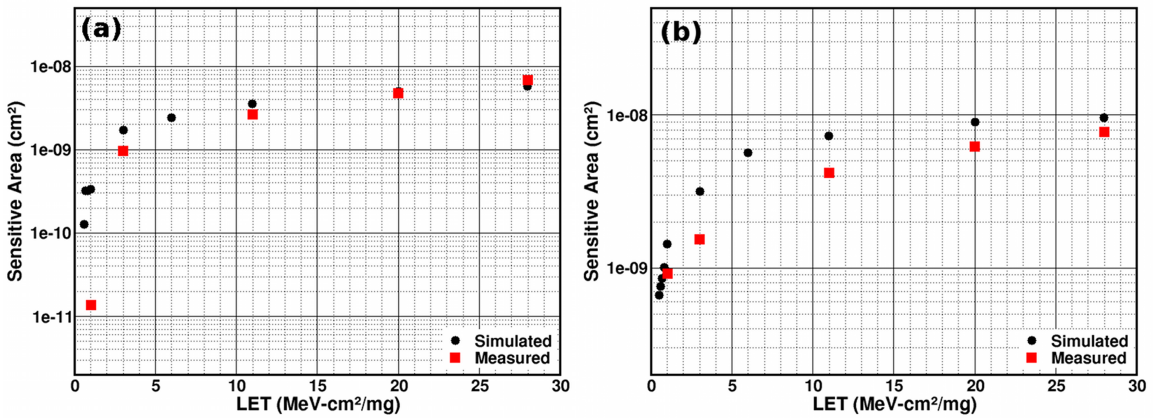 (a)
1e-08
1e-09
1e-10
1e-11
Sensitive Area (cm²)
0 5 10 15 20 25 30
LET (MeV-cm²/mg)
Simulated
Measured
(b)
1e-08
1e-09
Sensitive Area (cm²)
0 5 10 15 20 25 30
LET (MeV-cm²/mg)
Simulated
Measured